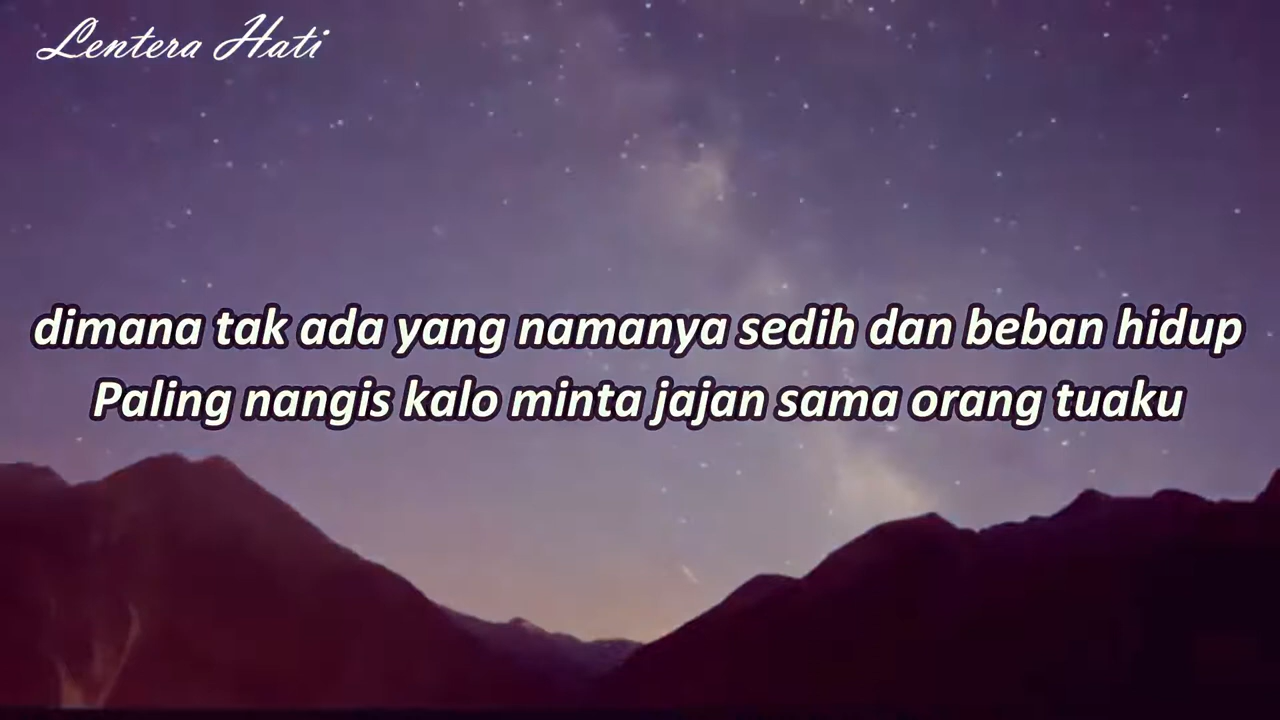 Lentera Hati
dimana tak ada yang namanya sedih dan beban hidup
Paling nangis kalo minta jajan sama orang tuaku